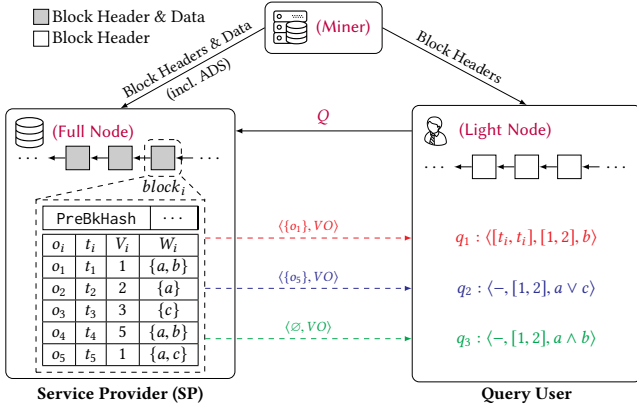 Block Header & Data
Block Header
(Miner)
Block Headers & Data
(incl. ADS)
Block Headers
(Full Node)
Q
(Light Node)
··· ···
··· ···
block_i
PreBkHash ···
o_i t_i V_i W_i
o_1 t_1 1 {a, b}
o_2 t_2 2 {a}
o_3 t_3 3 {c}
o_4 t_4 5 {a, b}
o_5 t_5 1 {a, c}
⟨{o_1}, VO⟩
q_1 : ⟨[t_i, t_i], [1, 2], b⟩
⟨{o_5}, VO⟩
q_2 : ⟨−, [1, 2], a ∨ c⟩
⟨∅, VO⟩
q_3 : ⟨−, [1, 2], a ∧ b⟩
Service Provider (SP)
Query User